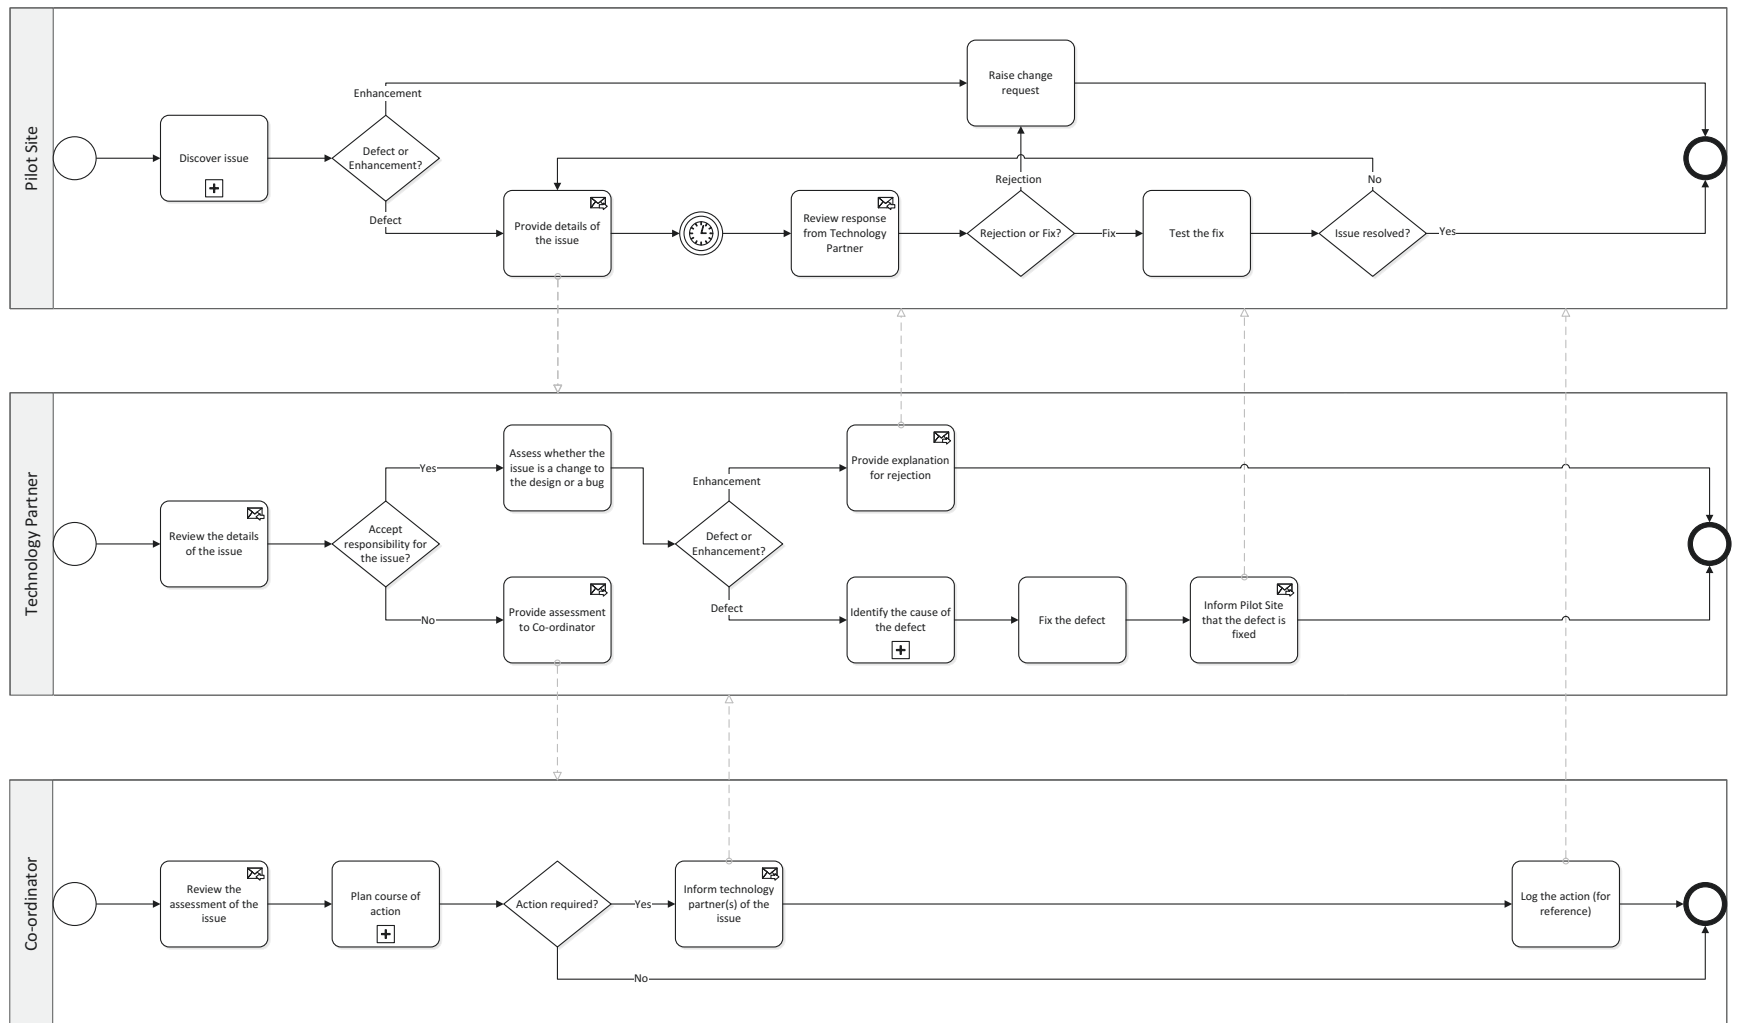 Pilot Site
Raise change
request
Enhancement
Discover issue
Defect or
Enhancement?
Defect
Provide details of
the issue
Review response
from Technology
Partner
Rejection
Rejection or Fix?
Fix
Test the fix
No
Issue resolved?
Yes
Technology Partner
Review the details
of the issue
Accept
responsibility for
the issue?
Yes
Assess whether the
issue is a change to
the design or a bug
No
Provide assessment
to Co-ordinator
Enhancement
Defect or
Enhancement?
Defect
Provide explanation
for rejection
Identify the cause of
the defect
Fix the defect
Inform Pilot Site
that the defect is
fixed
Co-ordinator
Review the
assessment of the
issue
Plan course of
action
Action required?
Yes
Inform technology
partner(s) of the
issue
Log the action (for
reference)
No